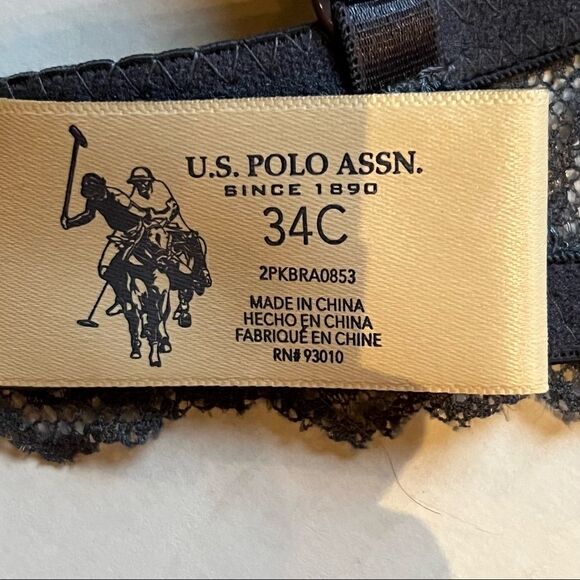 U.S. POLO ASSN.
SINCE 1890
34C
2PKBRA0853
MADE IN CHINA
HECHO EN CHINA
FABRIQUÉ EN CHINE
RN# 93010